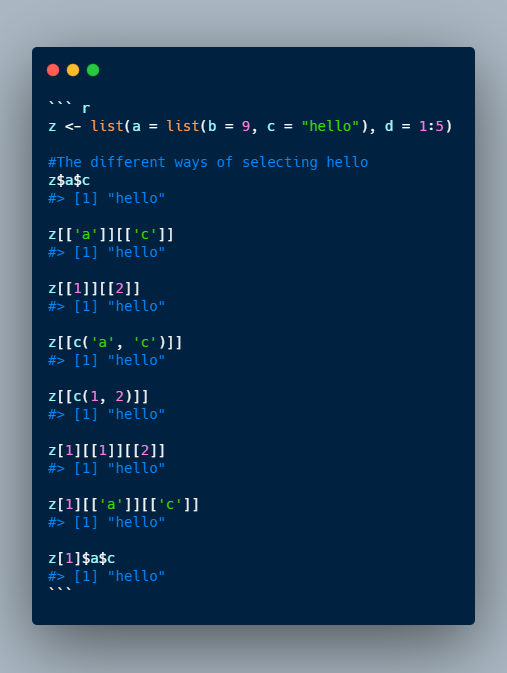 ``` r
z <- list(a = list(b = 9, c = "hello"), d = 1:5)
#The different ways of selecting hello
z$a$c
#> [1] "hello"
z[['a']][['c']]
#> [1] "hello"
z[[1]][[2]]
#> [1] "hello"
z[[c('a', 'c')]]
#> [1] "hello"
z[[c(1, 2)]]
#> [1] "hello"
z[1][[1]][[2]]
#> [1] "hello"
z[1][['a']][['c']]
#> [1] "hello"
z[1]$a$c
#> [1] "hello"
```